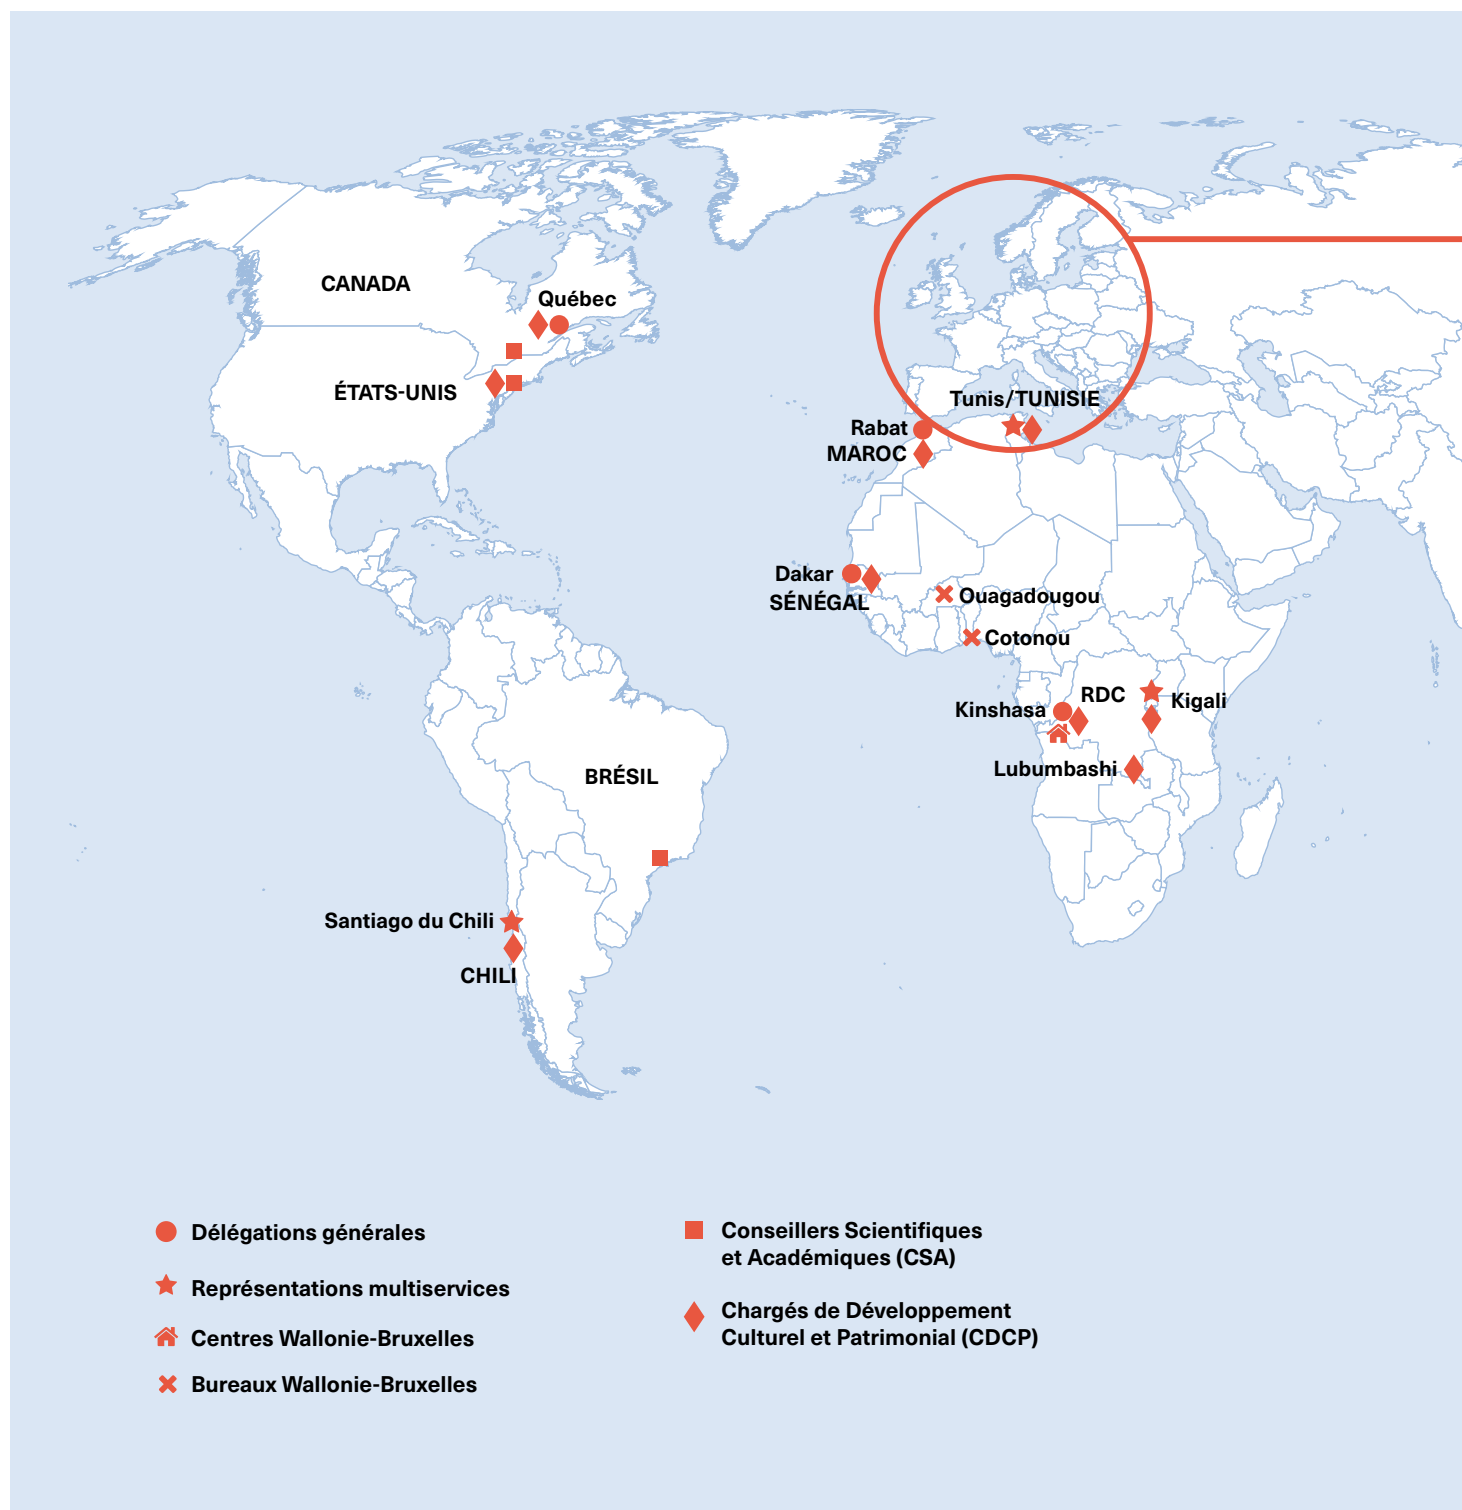 CANADA
Québec
ÉTATS-UNIS
Tunis/TUNISIE
Rabat
MAROC
Dakar
SÉNÉGAL
Ouagadougou
Cotonou
RDC
Kigali
Kinshasa
Lubumbashi
BRÉSIL
Santiago du Chili
CHILI
Délégations générales
Représentations multiservices
Centres Wallonie-Bruxelles
Bureaux Wallonie-Bruxelles
Conseillers Scientifiques
et Académiques (CSA)
Chargés de Développement
Culturel et Patrimonial (CDCP)